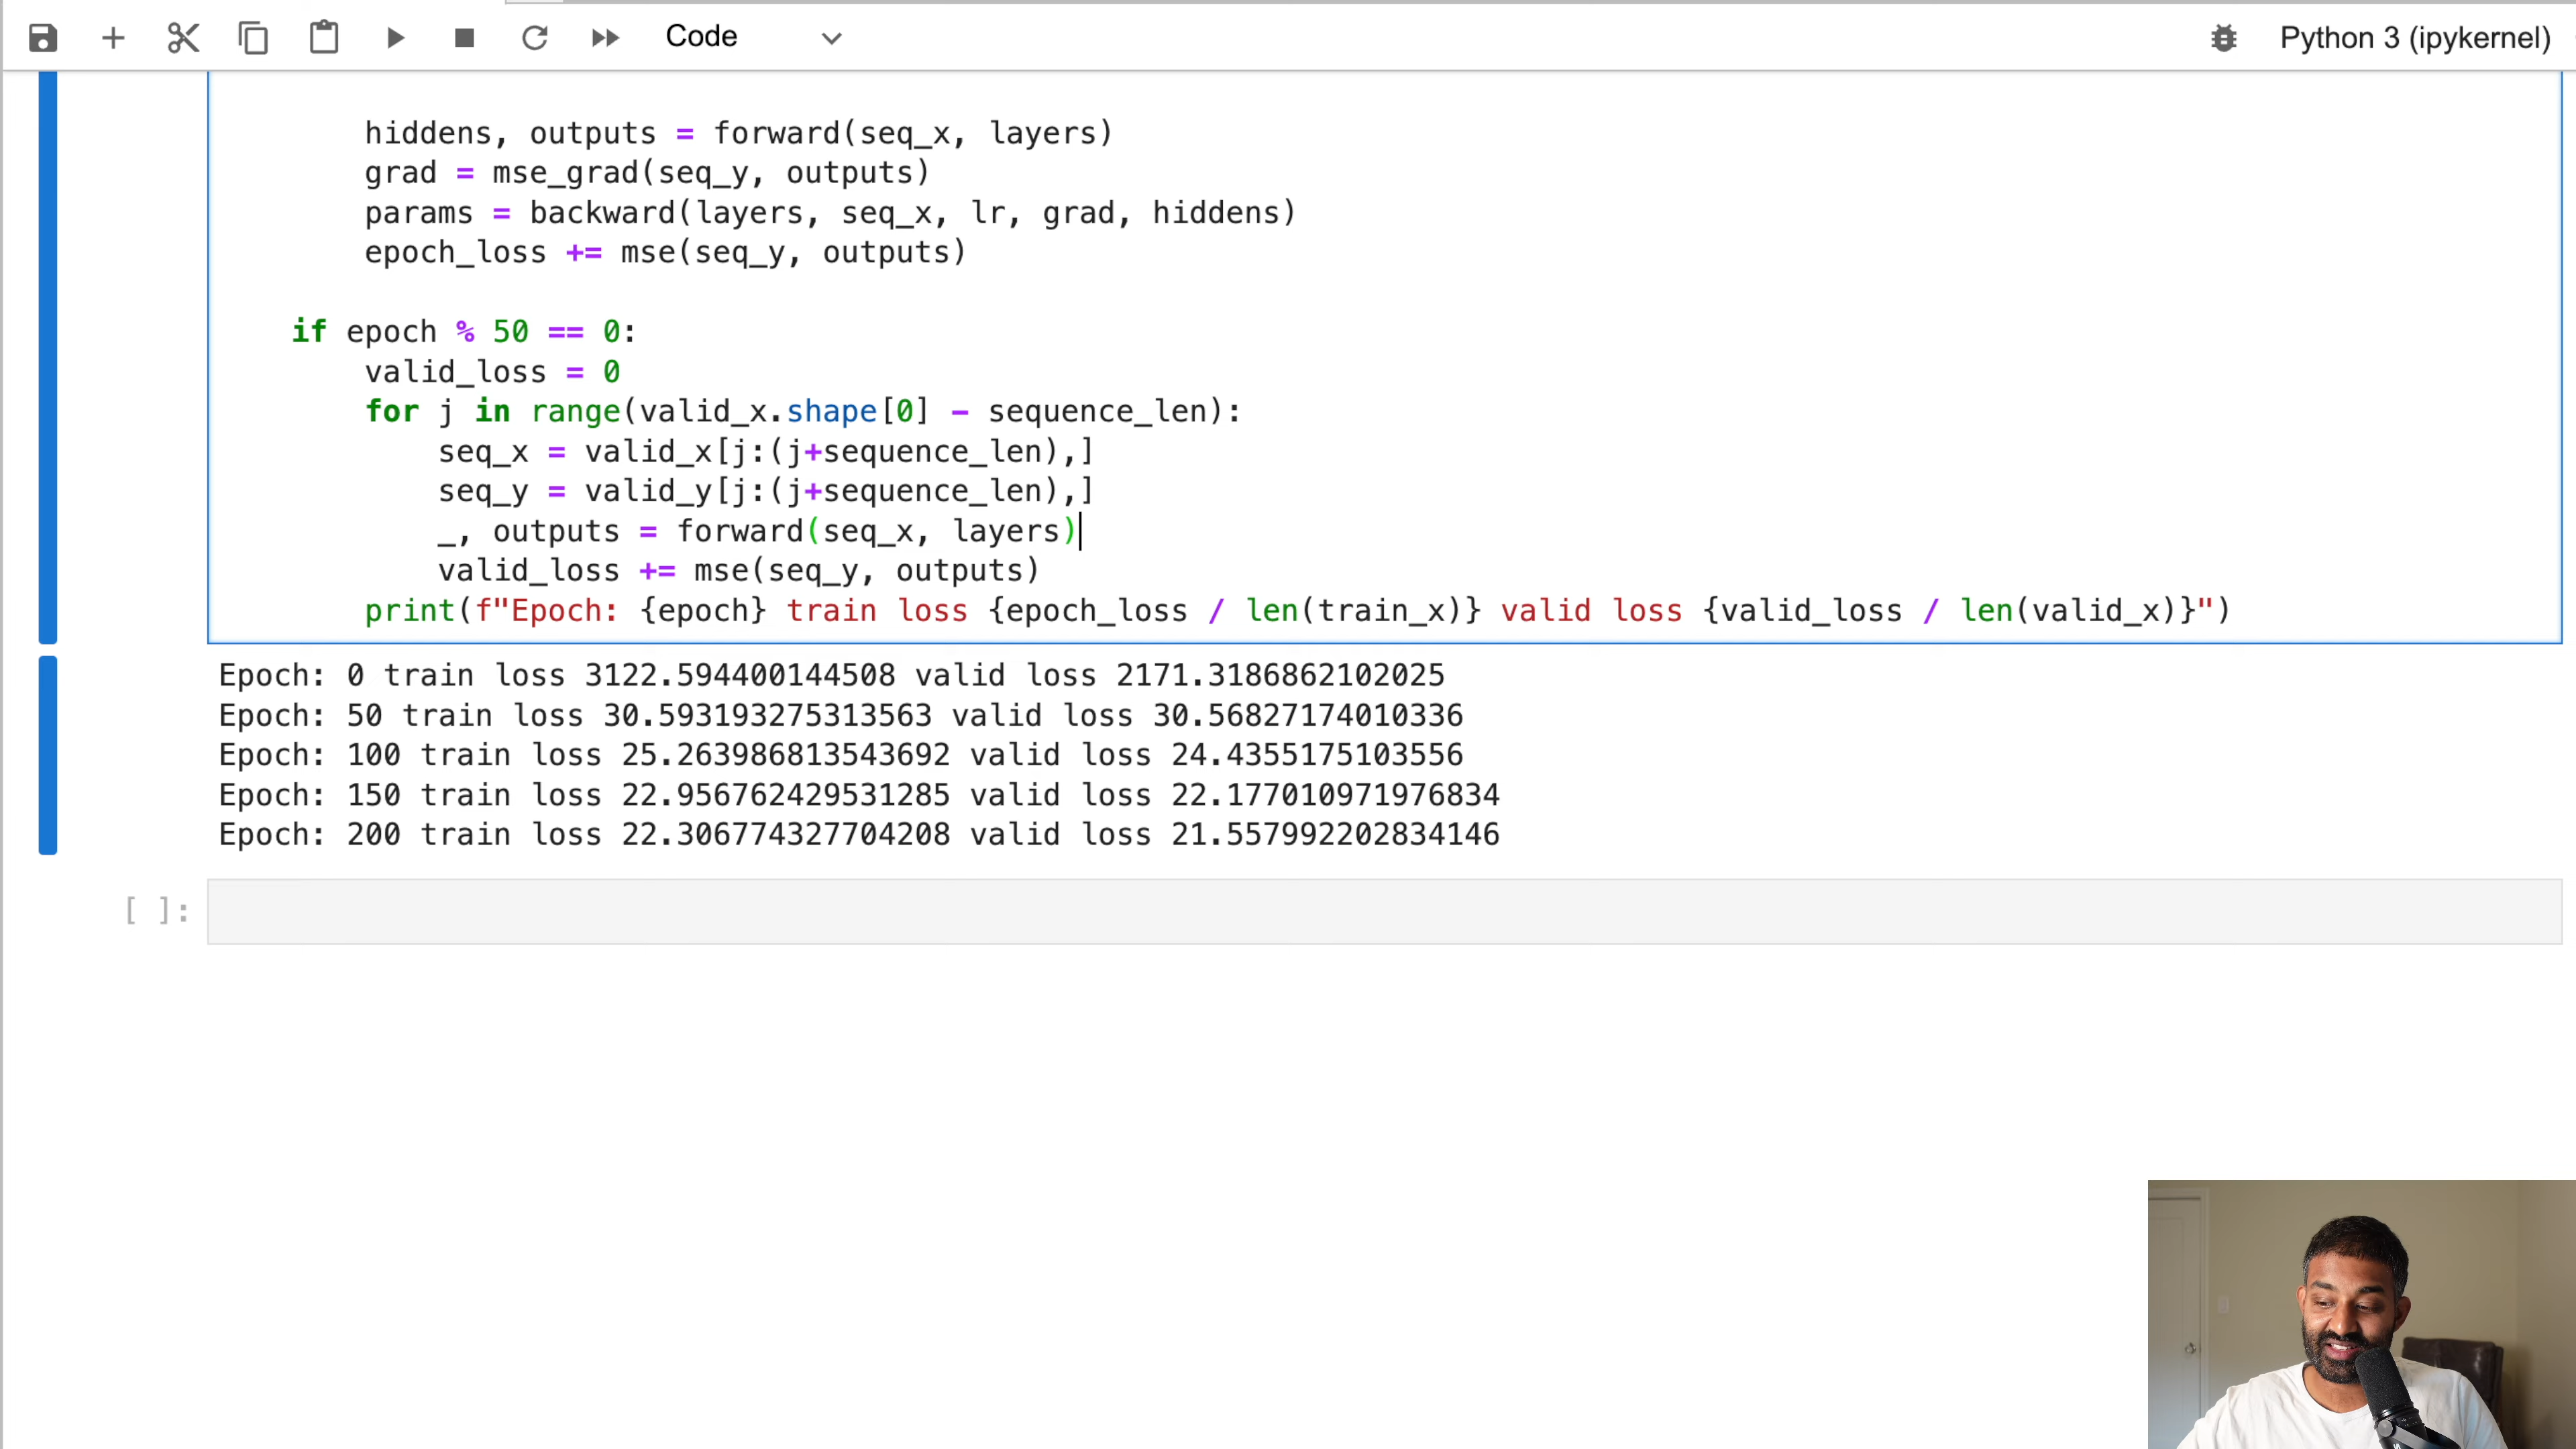 Code
Python 3 (ipykernel)
hiddens, outputs = forward(seq_x, layers)
grad = mse_grad(seq_y, outputs)
params = backward(layers, seq_x, lr, grad, hiddens)
epoch_loss += mse(seq_y, outputs)
if epoch % 50 == 0:
valid_loss = 0
for j in range(valid_x.shape[0] - sequence_len):
seq_x = valid_x[j:(j+sequence_len),]
seq_y = valid_y[j:(j+sequence_len),]
_, outputs = forward(seq_x, layers)
valid_loss += mse(seq_y, outputs)
print(f"Epoch: {epoch} train loss {epoch_loss / len(train_x)} valid loss {valid_loss / len(valid_x)}")
Epoch: 0 train loss 3122.594400144508 valid loss 2171.3186862102025
Epoch: 50 train loss 30.593193275313563 valid loss 30.56827174010336
Epoch: 100 train loss 25.263986813543692 valid loss 24.4355175103556
Epoch: 150 train loss 22.956762429531285 valid loss 22.177010971976834
Epoch: 200 train loss 22.306774327704208 valid loss 21.557992202834146
[ ]: